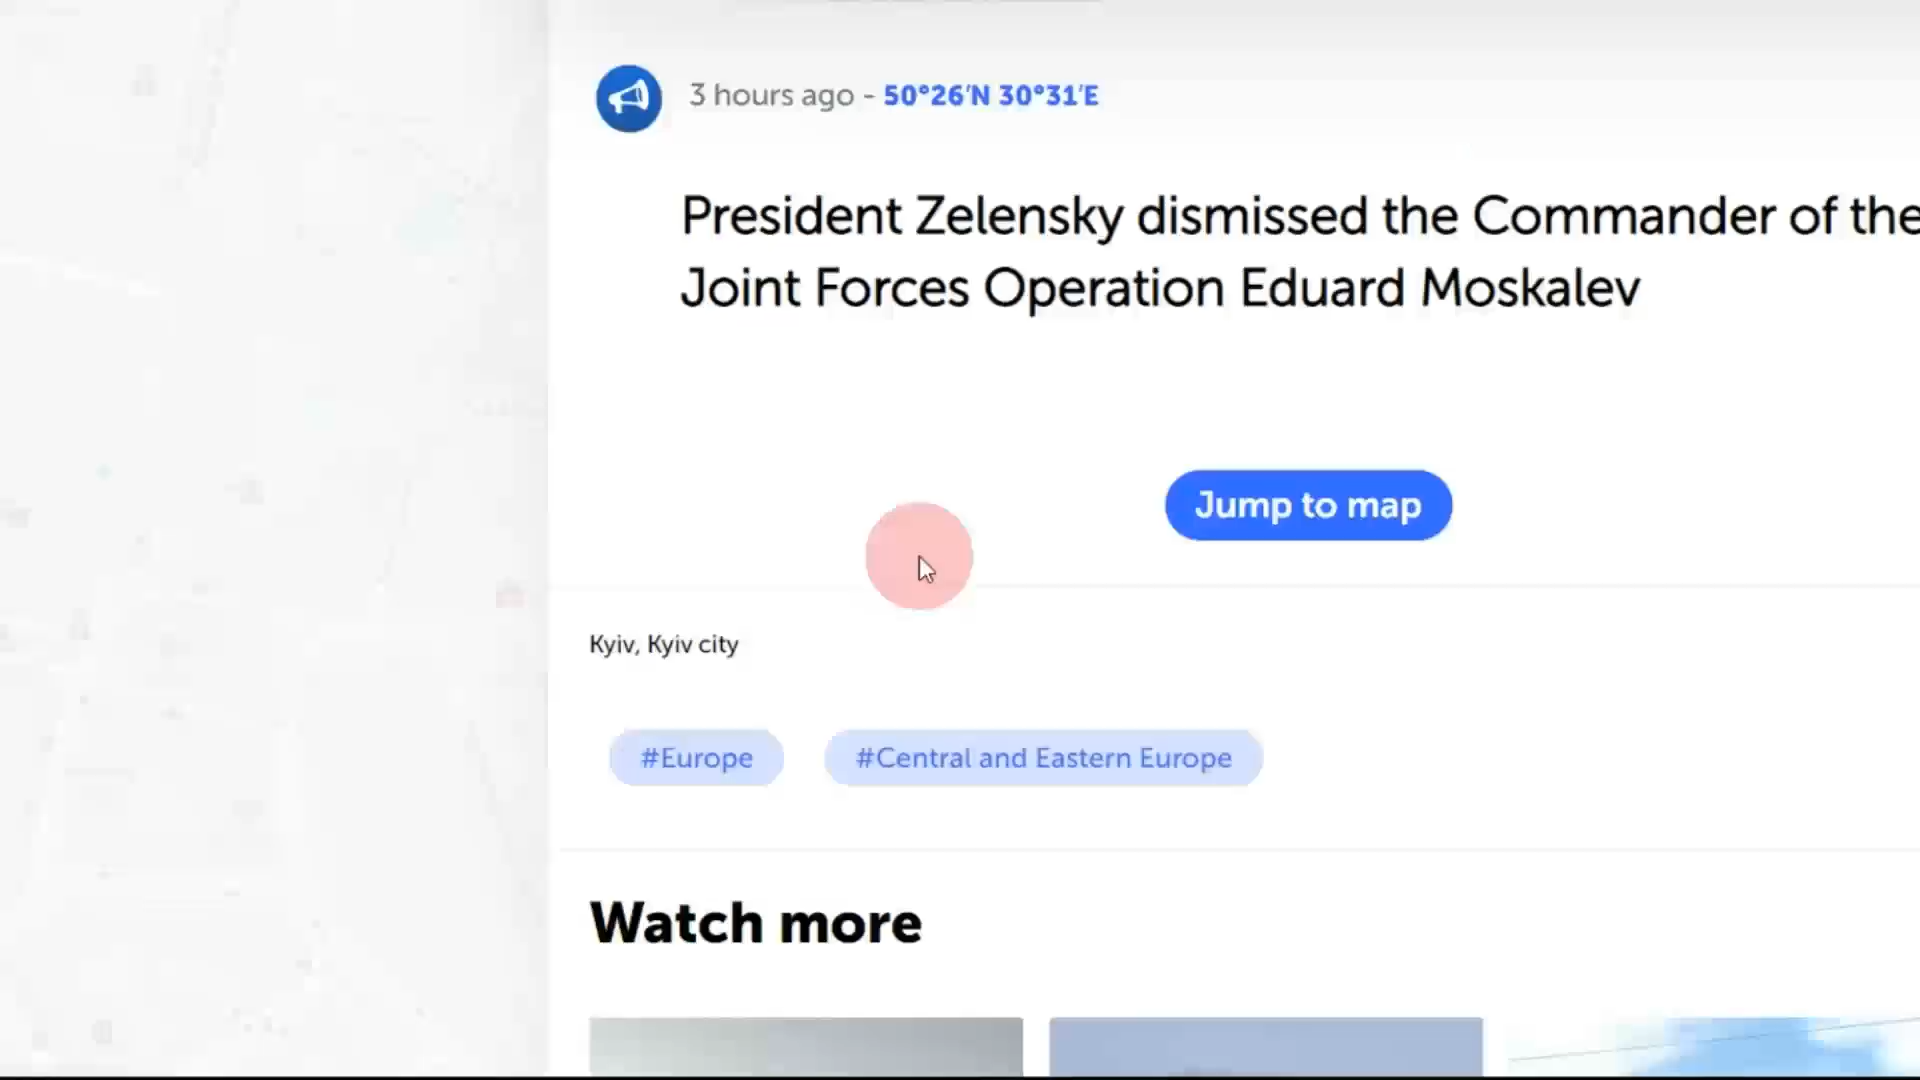 3 hours ago - 50°26′N 30°31′E
President Zelensky dismissed the Commander of the
Joint Forces Operation Eduard Moskalev
Jump to map
Kyiv, Kyiv city
#Europe #Central and Eastern Europe
Watch more